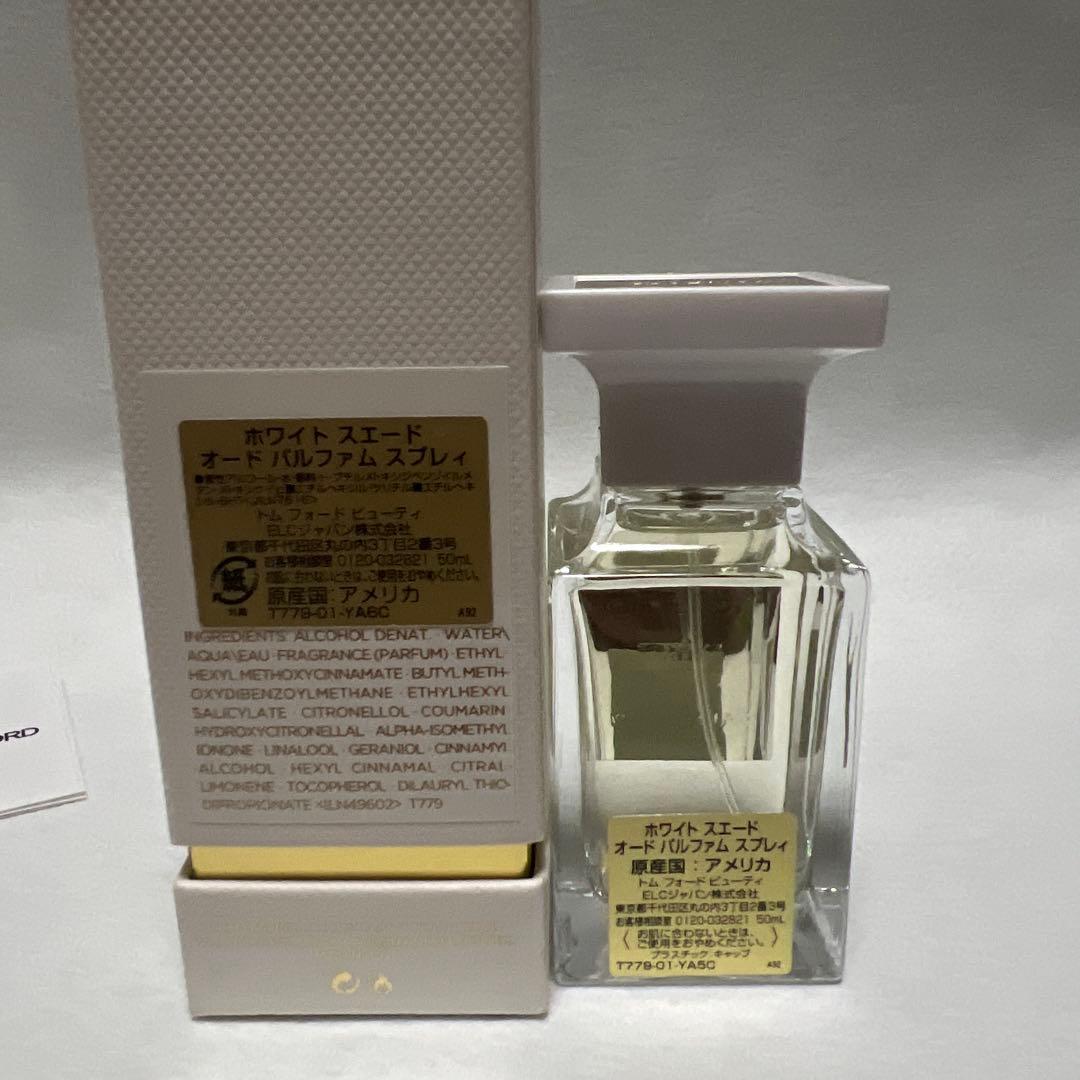 ホワイト スエード
オード パルファム スプレィ
トム フォード ビューティ
ELCジャパン株式会社
東京都千代田区丸の内3丁目2番3号
お客様相談室 0120-032821 50mL
お肌に合わないときは、ご使用をおやめください。
紙
外箱
原産国：アメリカ
T779-01-YA6C A92
INGREDIENTS: ALCOHOL DENAT. · WATER\
AQUA\EAU · FRAGRANCE (PARFUM) · ETHYL-
HEXYL METHOXYCINNAMATE · BUTYL METH-
OXYDIBENZOYLMETHANE · ETHYLHEXYL
SALICYLATE · CITRONELLOL · COUMARIN ·
HYDROXYCITRONELLAL · ALPHA-ISOMETHYL
IONONE · LINALOOL · GERANIOL · CINNAMYL
ALCOHOL · HEXYL CINNAMAL · CITRAL ·
LIMONENE · TOCOPHEROL · DILAURYL THIO-
DIPROPIONATE <ILN49602> T779
ORD
ホワイト スエード
オード パルファム スプレィ
原産国：アメリカ
トム フォード ビューティ
ELCジャパン株式会社
東京都千代田区丸の内3丁目2番3号
お客様相談室 0120-032821 50mL
〈お肌に合わないときは、
ご使用をおやめください。〉
プラスチック キャップ
T779-01-YA5C A92